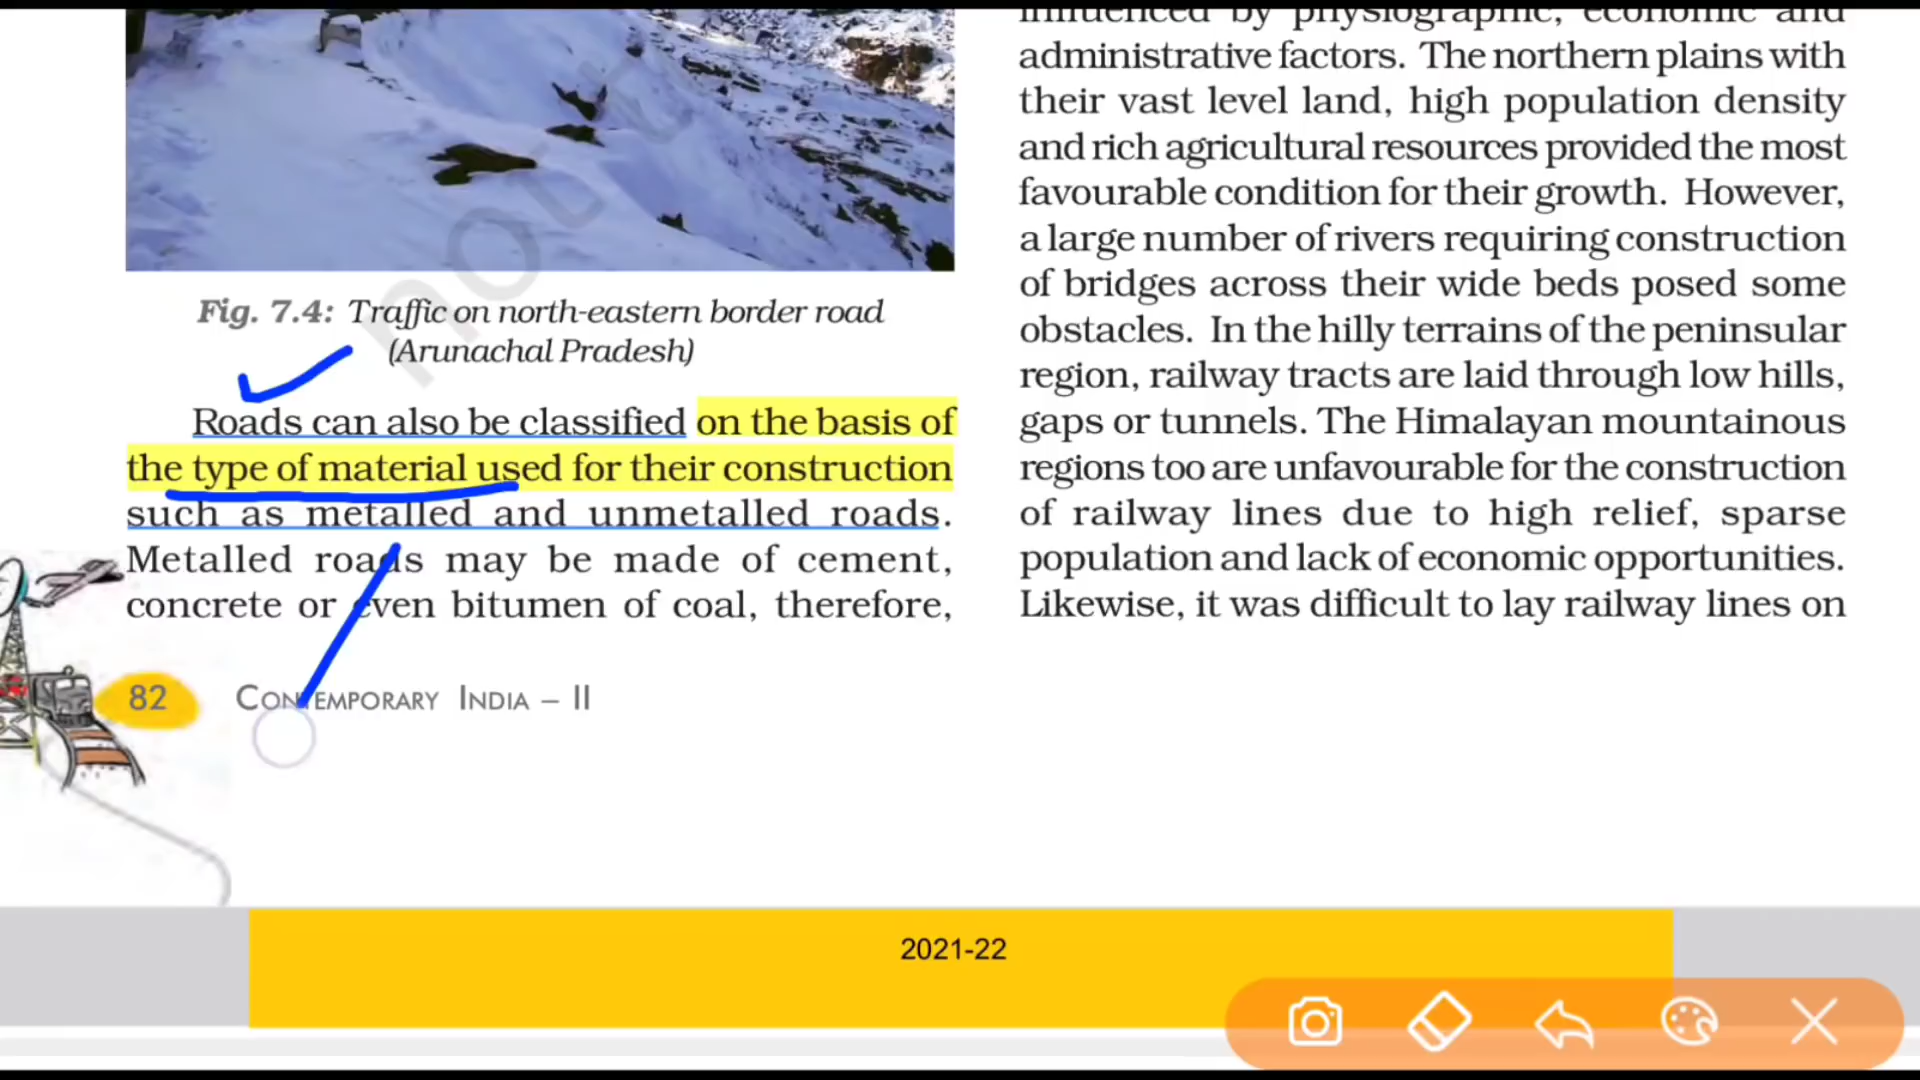 Fig. 7.4: Traffic on north-eastern border road
(Arunachal Pradesh)
Roads can also be classified on the basis of
the type of material used for their construction
such as metalled and unmetalled roads.
Metalled roads may be made of cement,
concrete or even bitumen of coal, therefore,
82 CONTEMPORARY INDIA – II
influenced by physiographic, economic and
administrative factors. The northern plains with
their vast level land, high population density
and rich agricultural resources provided the most
favourable condition for their growth. However,
a large number of rivers requiring construction
of bridges across their wide beds posed some
obstacles. In the hilly terrains of the peninsular
region, railway tracts are laid through low hills,
gaps or tunnels. The Himalayan mountainous
regions too are unfavourable for the construction
of railway lines due to high relief, sparse
population and lack of economic opportunities.
Likewise, it was difficult to lay railway lines on
2021-22